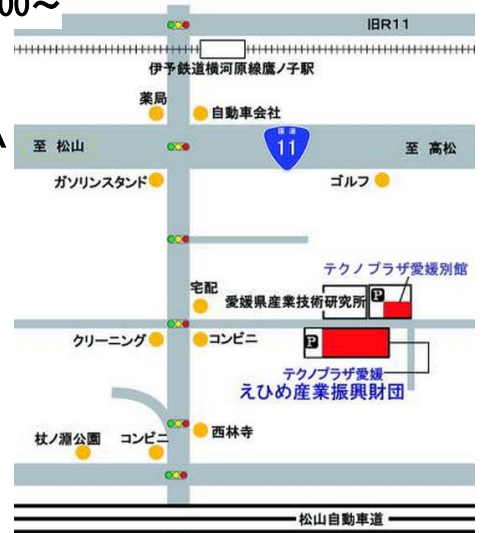 00～
旧R11
伊予鉄道横河原線鷹ノ子駅
薬局
自動車会社
至 松山
国道
11
至 高松
ガソリンスタンド
ゴルフ
テクノプラザ愛媛別館
宅配
愛媛県産業技術研究所
P
クリーニング
コンビニ
P
テクノプラザ愛媛
えひめ産業振興財団
杖ノ淵公園
コンビニ
西林寺
松山自動車道